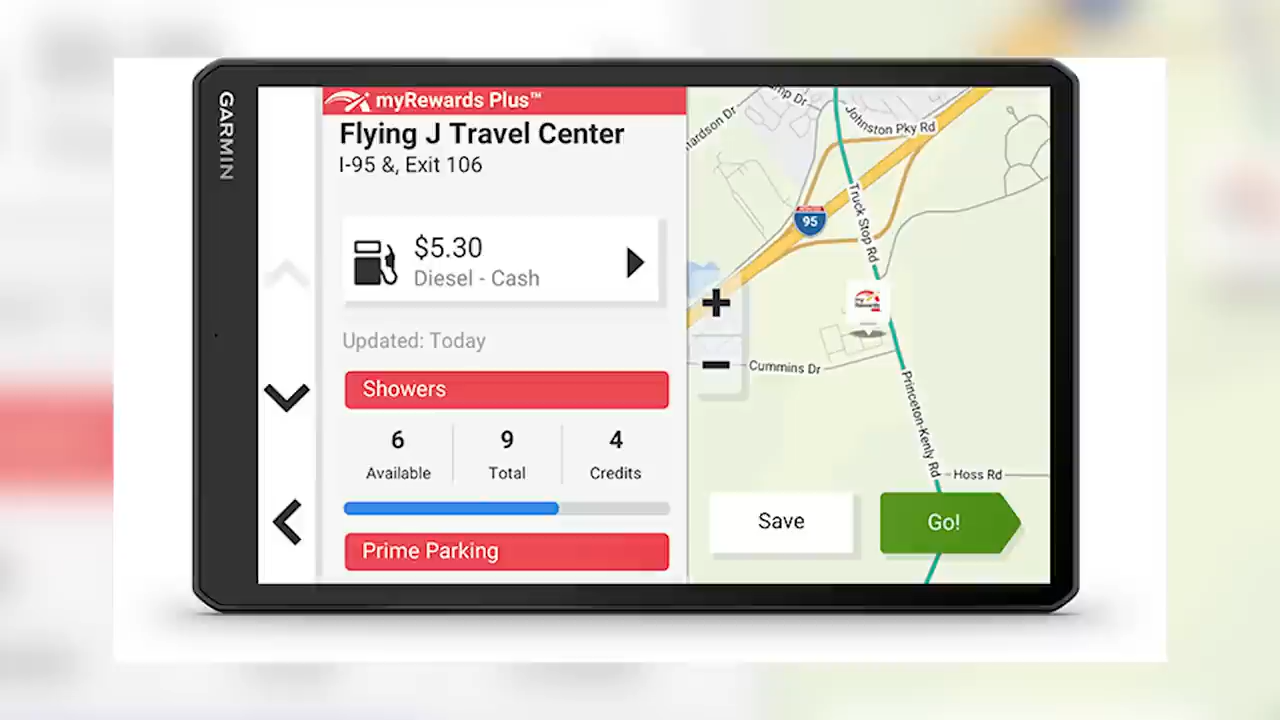 GARMIN
myRewards Plus™
Flying J Travel Center
I-95 &, Exit 106
$5.30
Diesel - Cash
Updated: Today
Showers
6
9
4
Available
Total
Credits
Prime Parking
Johnston Pky Rd
95
Truck Stop Rd
my Rewards
Cummins Dr
Princeton-Kenly Rd
Hoss Rd
Save
Go!